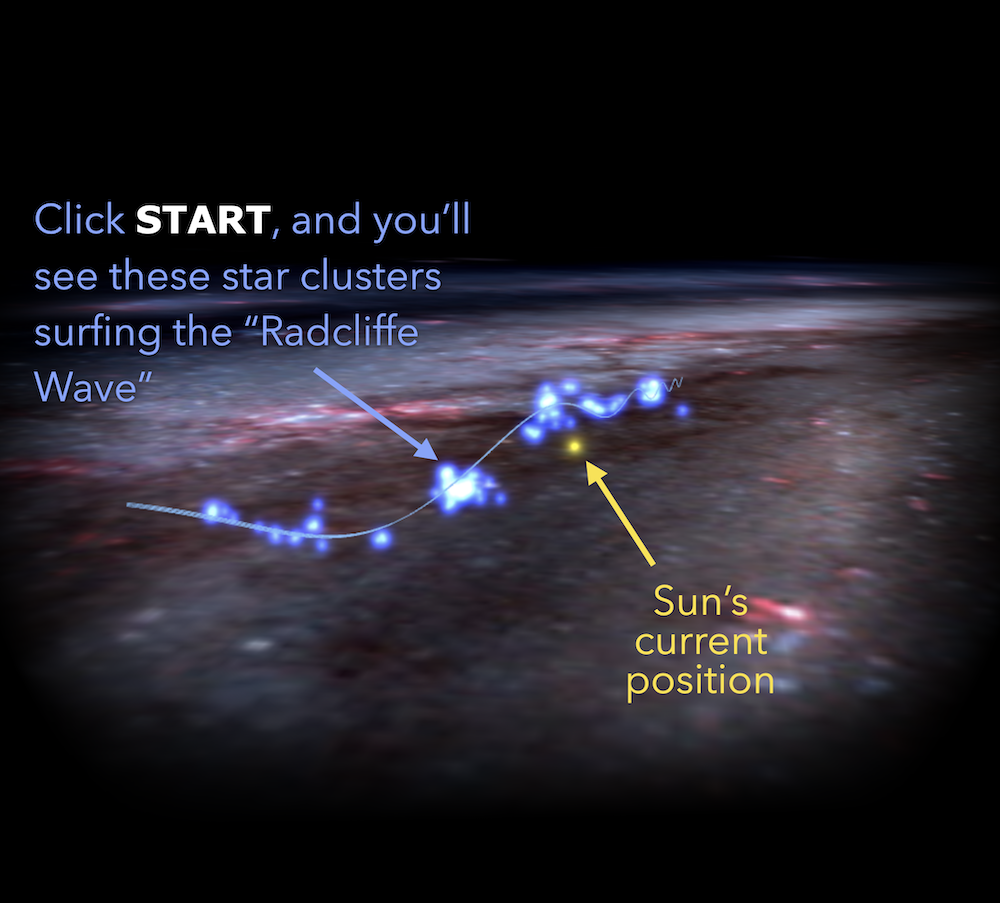 Click START, and you’ll
see these star clusters
surfing the “Radcliffe
Wave”
Sun’s
current
position